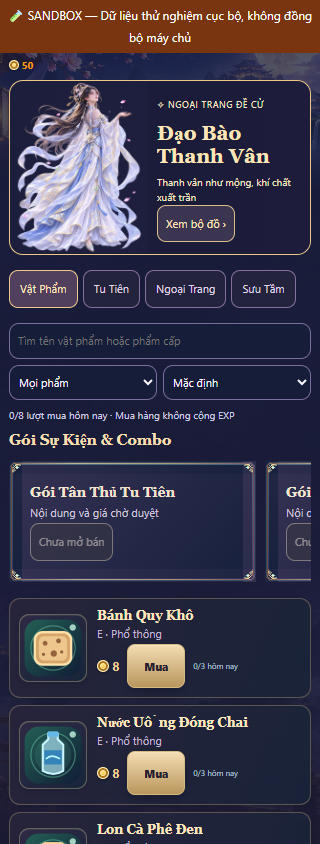 SANDBOX — Dữ liệu thử nghiệm cục bộ, không đồng
bộ máy chủ
50
✧ NGOẠI TRANG ĐỀ CỬ
Đạo Bào
Thanh Vân
Thanh vân như mộng, khí chất
xuất trần
Xem bộ đồ ›
Vật Phẩm
Tu Tiên
Ngoại Trang
Sưu Tầm
Tìm tên vật phẩm hoặc phẩm cấp
Mọi phẩm
Mặc định
0/8 lượt mua hôm nay · Mua hàng không cộng EXP
Gói Sự Kiện & Combo
Gói Tân Thủ Tu Tiên
Nội dung và giá chờ duyệt
Chưa mở bán
Gói
Nội c
Chu
Bánh Quy Khô
E · Phổ thông
8
Mua
0/3 hôm nay
Nước Uống Đóng Chai
E · Phổ thông
8
Mua
0/3 hôm nay
Lon Cà Phê Đen
E · Phổ thông